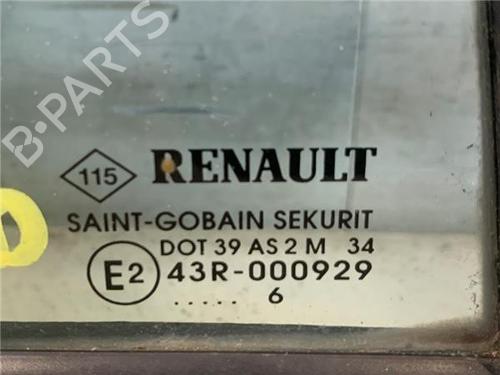 B-PARTS
115 RENAULT
SAINT-GOBAIN SEKURIT
DOT 39 AS 2 M 34
E2 43R-000929
..... 6